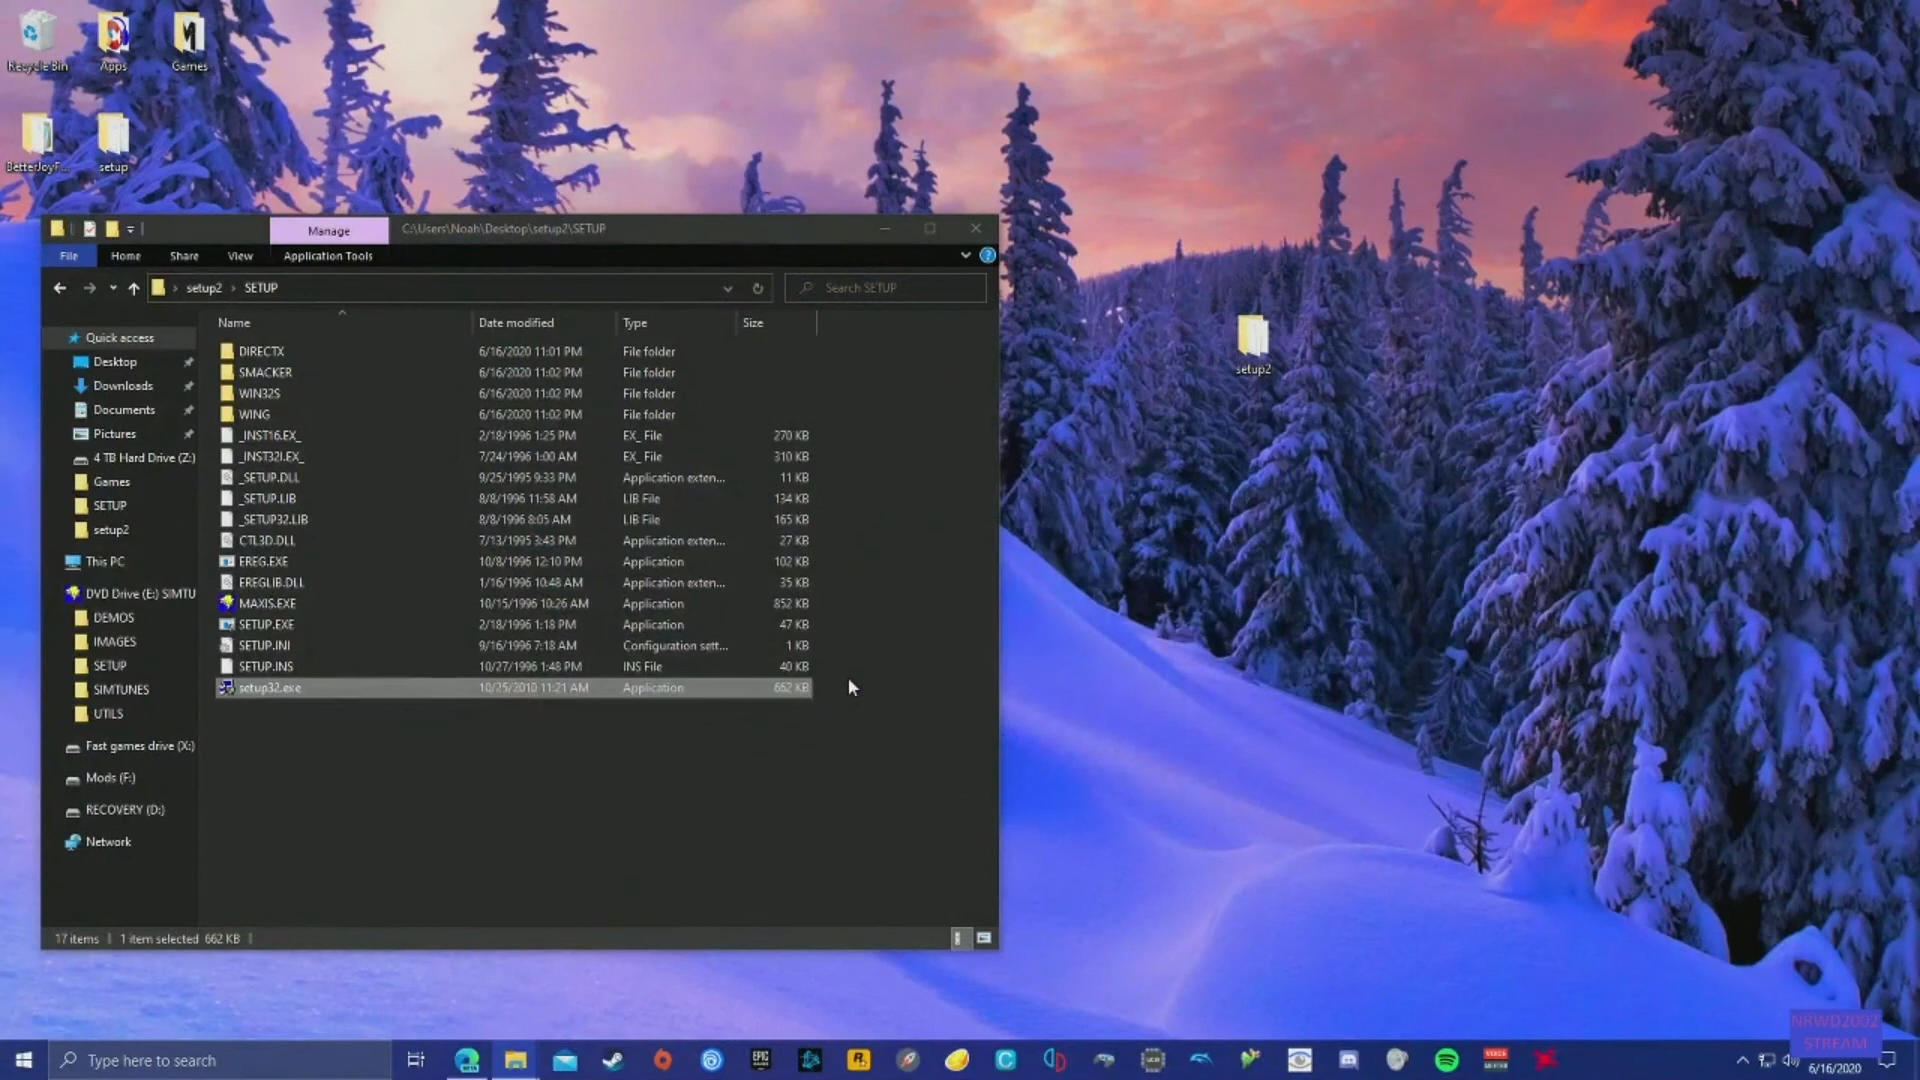 Recycle Bin
Apps
Games
BetterJoyF...
setup
Manage
C:\Users\Noah\Desktop\setup2\SETUP
File
Home
Share
View
Application Tools
setup2 › SETUP
Search SETUP
Name
Date modified
Type
Size
Quick access
Desktop
Downloads
Documents
Pictures
4 TB Hard Drive (Z:)
Games
SETUP
setup2
This PC
DVD Drive (E:) SIMTU
DEMOS
IMAGES
SETUP
SIMTUNES
UTILS
Fast games drive (X:)
Mods (F:)
RECOVERY (D:)
Network
DIRECTX 6/16/2020 11:01 PM File folder
SMACKER 6/16/2020 11:02 PM File folder
WIN32S 6/16/2020 11:02 PM File folder
WING 6/16/2020 11:02 PM File folder
_INST16.EX_ 2/18/1996 1:25 PM EX_ File 270 KB
_INST32I.EX_ 7/24/1996 1:00 AM EX_ File 310 KB
_SETUP.DLL 9/25/1995 9:33 PM Application exten... 11 KB
_SETUP.LIB 8/8/1996 11:58 AM LIB File 134 KB
_SETUP32.LIB 8/8/1996 8:05 AM LIB File 165 KB
CTL3D.DLL 7/13/1995 3:43 PM Application exten... 27 KB
EREG.EXE 10/8/1996 12:10 PM Application 102 KB
EREGLIB.DLL 1/16/1996 10:48 AM Application exten... 35 KB
MAXIS.EXE 10/15/1996 10:26 AM Application 852 KB
SETUP.EXE 2/18/1996 1:18 PM Application 47 KB
SETUP.INI 9/16/1996 7:18 AM Configuration sett... 1 KB
SETUP.INS 10/27/1996 1:48 PM INS File 40 KB
setup32.exe 10/25/2010 11:21 AM Application 662 KB
17 items
1 item selected 662 KB
setup2
Type here to search
EPIC
NRWD2002
STREAM
6/16/2020